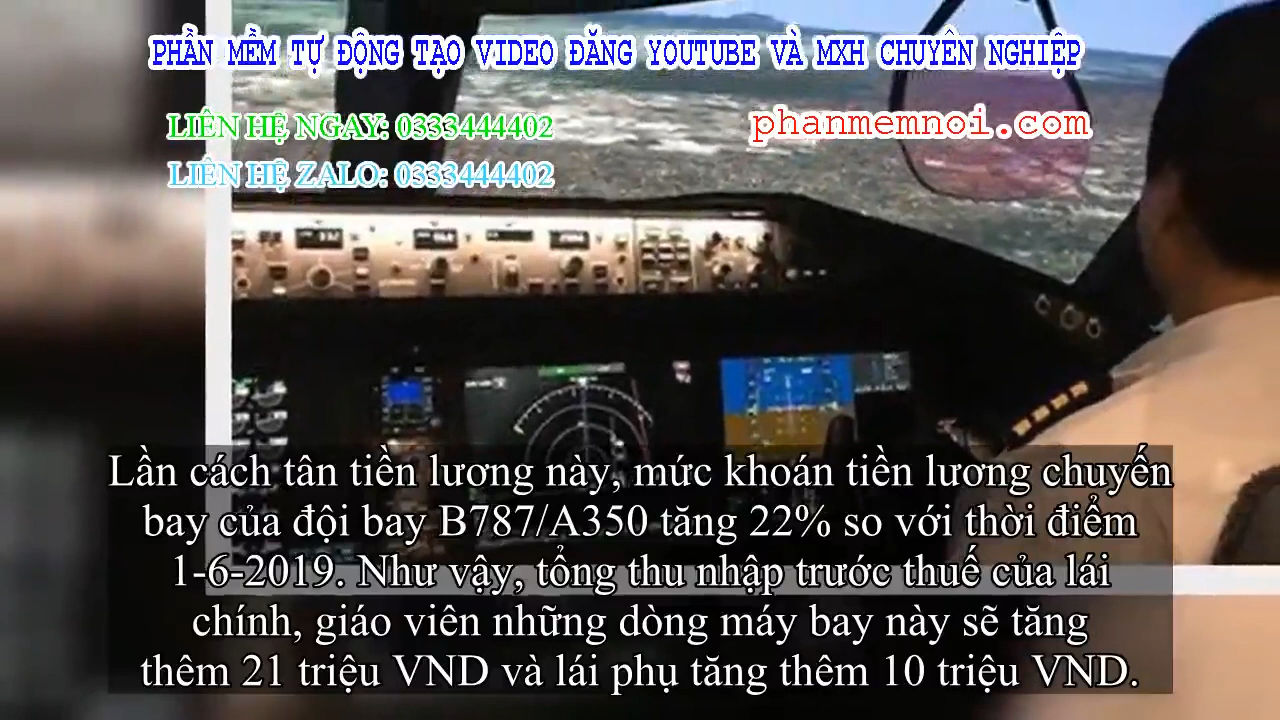 PHẦN MỀM TỰ ĐỘNG TẠO VIDEO ĐĂNG YOUTUBE VÀ MXH CHUYÊN NGHIỆP
LIÊN HỆ NGAY: 0333444402
phanmemnoi.com
LIÊN HỆ ZALO: 0333444402
Lần cách tân tiền lương này, mức khoán tiền lương chuyến
bay của đội bay B787/A350 tăng 22% so với thời điểm
1-6-2019. Như vậy, tổng thu nhập trước thuế của lái
chính, giáo viên những dòng máy bay này sẽ tăng
thêm 21 triệu VND và lái phụ tăng thêm 10 triệu VND.